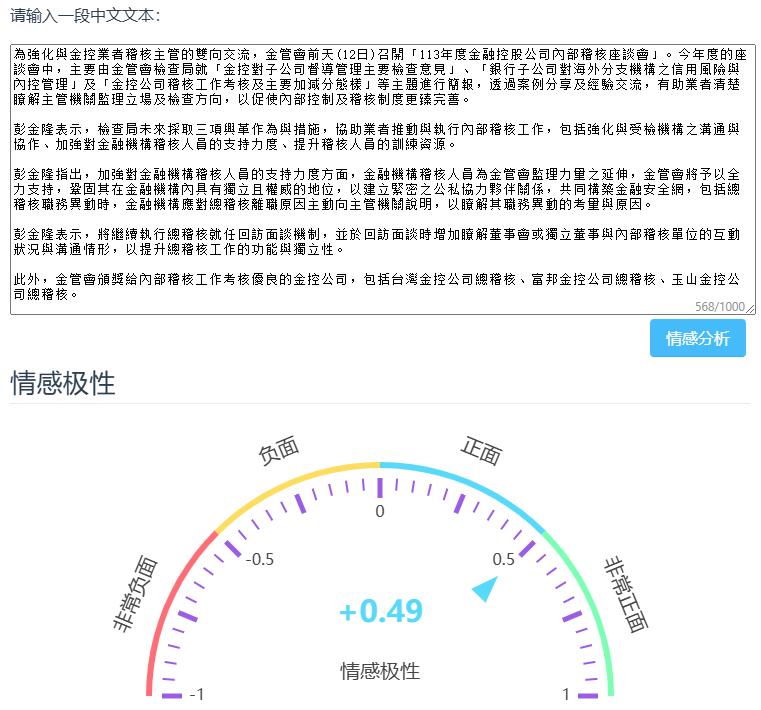 请输入一段中文文本：
為強化與金控業者稽核主管的雙向交流，金管會前天(12日)召開「113年度金融控股公司內部稽核座談會」。今年度的座
談會中，主要由金管會檢查局就「金控對子公司督導管理主要檢查意見」、「銀行子公司對海外分支機構之信用風險與
內控管理」及「金控機構工作考核及主要加減分態樣」等主題進行簡報，透過案例分享及經驗交流，有助業者清楚
瞭解主管機關監理立場及檢查方向，以促使內部控制及稽核制度更臻完善。
彭金隆表示，檢查局未來採取三項興革作為與措施，協助業者推動與執行內部稽核工作，包括強化與受檢機構之溝通與
協作、加強對金融機構稽核人員的支持力度、提升稽核人員的訓練資源。
彭金隆指出，加強對金融機構稽核人員的支持力度方面，金融機構稽核人員為金管會監理力量之延伸，金管會將予以全
力支持，鞏固其在金融機構內具有獨立且權威的地位，以建立緊密之公私協力夥伴關係，共同構築金融安全網，包括總
稽核職務異動時，金融機構應對總稽核離職原因主動向主管機關說明，以瞭解其職務異動的考量與原因。
彭金隆表示，將繼續執行總稽核就任回訪面談機制，並於回訪面談時增加瞭解董事會或獨立董事與內部稽核單位的互動
狀況與溝通情形，以提升總稽核工作的功能與獨立性。
此外，金管會頒獎給內部稽核工作考核優良的金控公司，包括台灣金控公司總稽核、富邦金控公司總稽核、玉山金控公
司總稽核。
568/1000
情感分析
情感极性
负面
正面
0
-0.5
0.5
非常负面
非常正面
+0.49
情感极性
-1
1